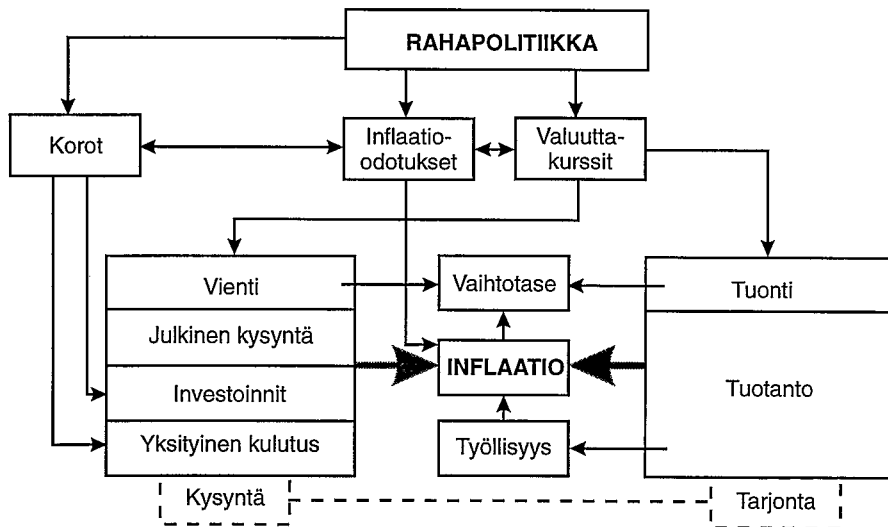 RAHAPOLITIIKKA
Korot
Inflaatio-
odotukset
Valuutta-
kurssit
Vienti
Vaihtotase
Tuonti
Julkinen kysyntä
INFLAATIO
Investoinnit
Tuotanto
Yksityinen kulutus
Työllisyys
Kysyntä
Tarjonta